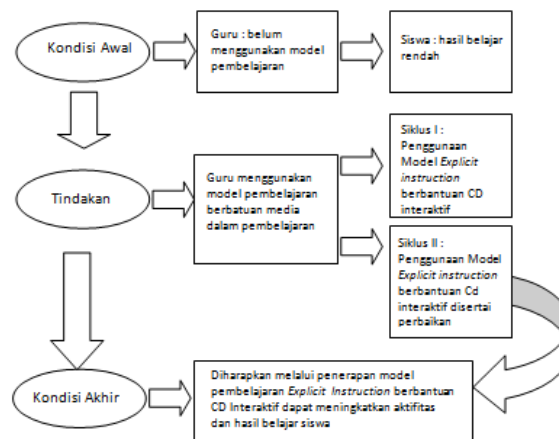 Kondisi Awal
Guru : belum
menggunakan model
pembelajaran
Siswa : hasil belajar
rendah
Tindakan
Guru menggunakan
model pembelajaran
berbatuan media
dalam pembelajaran
Siklus I :
Penggunaan
Model Explicit
instruction
berbantuan CD
interaktif
Siklus II :
Penggunaan Model
Explicit instruction
berbantuan Cd
interaktif disertai
perbaikan
Kondisi Akhir
Diharapkan melalui penerapan model
pembelajaran Explicit Instruction berbantuan
CD Interaktif dapat meningkatkan aktifitas
dan hasil belajar siswa